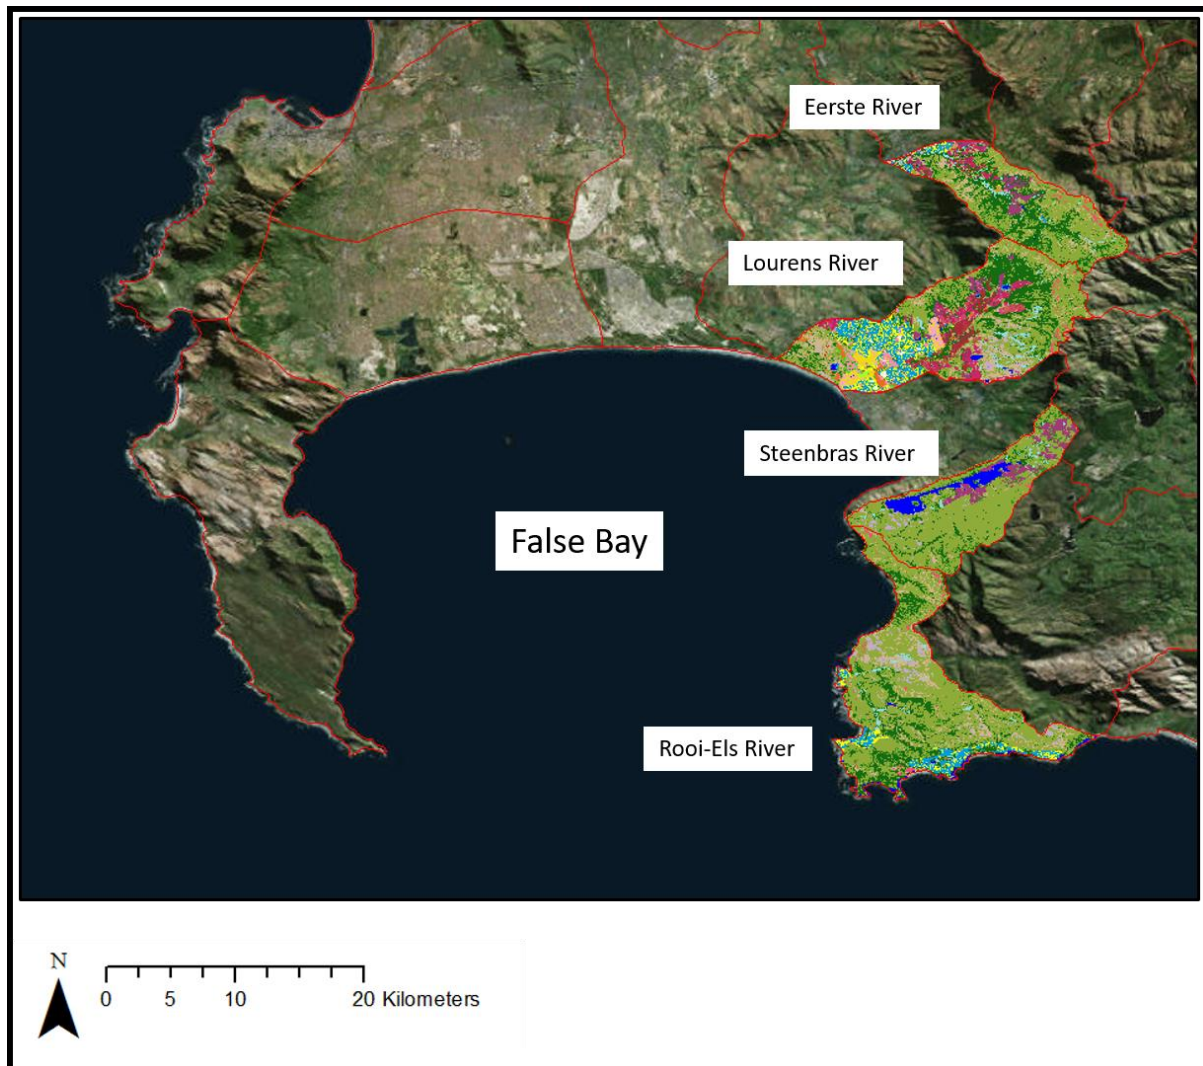 Eerste River
Lourens River
Steenbras River
False Bay
Rooi-Els River
N
0 5 10 20 Kilometers